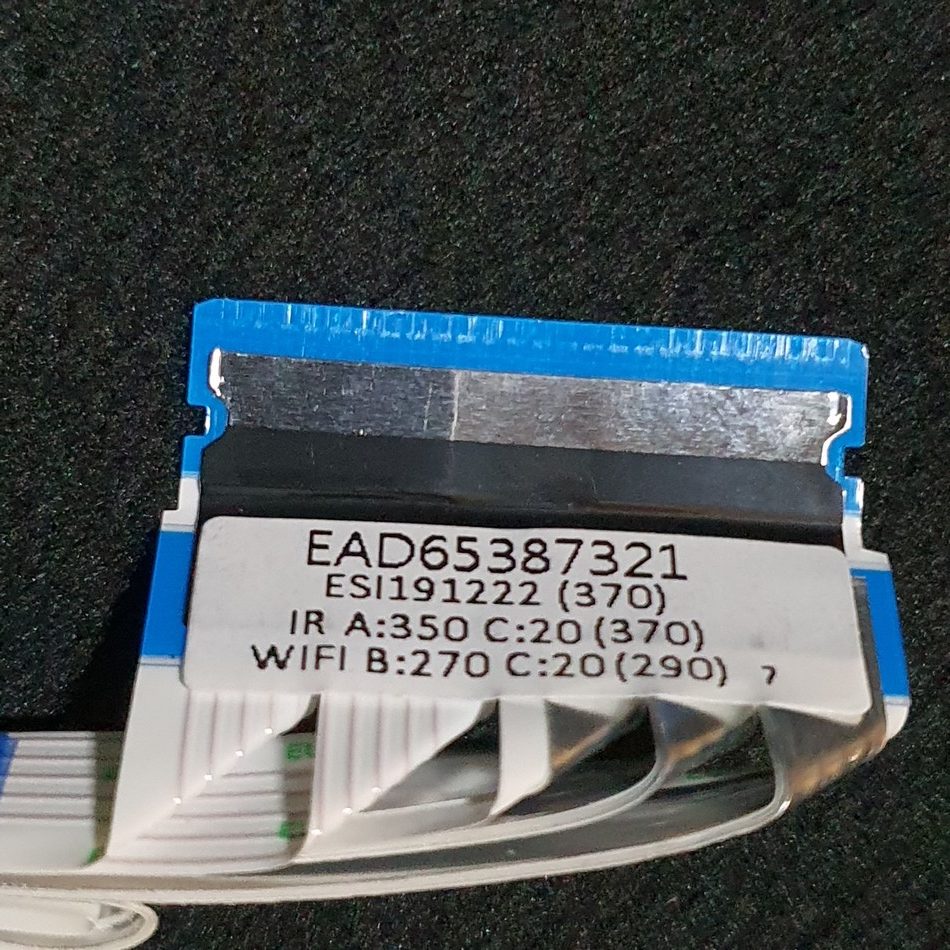 EAD65387321
ESI191222 (370)
IR A:350 C:20 (370)
WIFI B:270 C:20 (290) 7